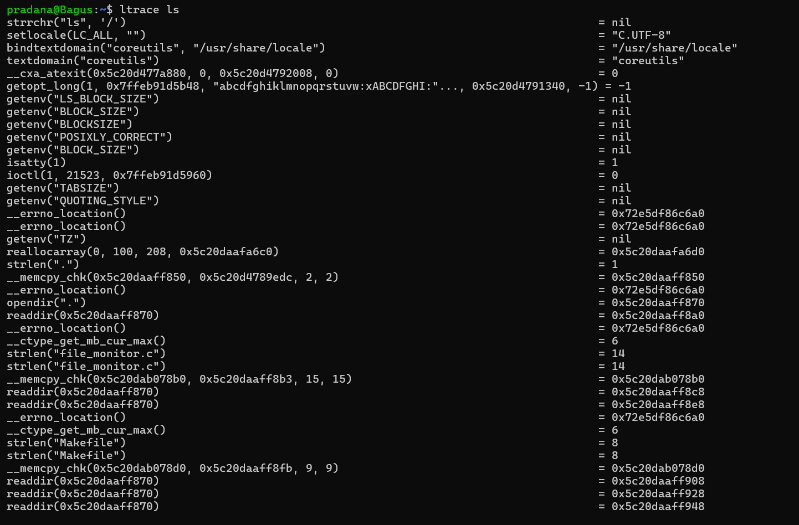 pradana@Bagus:~$ ltrace ls
strrchr("ls", '/') = nil
setlocale(LC_ALL, "") = "C.UTF-8"
bindtextdomain("coreutils", "/usr/share/locale") = "/usr/share/locale"
textdomain("coreutils") = "coreutils"
__cxa_atexit(0x5c20d477a880, 0, 0x5c20d4792008, 0) = 0
getopt_long(1, 0x7ffeb91d5b48, "abcdfghiklmnopqrstuvw:xABCDFGHI:"..., 0x5c20d4791340, -1) = -1
getenv("LS_BLOCK_SIZE") = nil
getenv("BLOCK_SIZE") = nil
getenv("BLOCKSIZE") = nil
getenv("POSIXLY_CORRECT") = nil
getenv("BLOCK_SIZE") = nil
isatty(1) = 1
ioctl(1, 21523, 0x7ffeb91d5960) = 0
getenv("TABSIZE") = nil
getenv("QUOTING_STYLE") = nil
__errno_location() = 0x72e5df86c6a0
__errno_location() = 0x72e5df86c6a0
getenv("TZ") = nil
reallocarray(0, 100, 208, 0x5c20daafa6c0) = 0x5c20daafa6d0
strlen(".") = 1
__memcpy_chk(0x5c20daaff850, 0x5c20d4789edc, 2, 2) = 0x5c20daaff850
__errno_location() = 0x72e5df86c6a0
opendir(".") = 0x5c20daaff870
readdir(0x5c20daaff870) = 0x5c20daaff8a0
__errno_location() = 0x72e5df86c6a0
__ctype_get_mb_cur_max() = 6
strlen("file_monitor.c") = 14
strlen("file_monitor.c") = 14
__memcpy_chk(0x5c20dab078b0, 0x5c20daaff8b3, 15, 15) = 0x5c20dab078b0
readdir(0x5c20daaff870) = 0x5c20daaff8c8
readdir(0x5c20daaff870) = 0x5c20daaff8e8
__errno_location() = 0x72e5df86c6a0
__ctype_get_mb_cur_max() = 6
strlen("Makefile") = 8
strlen("Makefile") = 8
__memcpy_chk(0x5c20dab078d0, 0x5c20daaff8fb, 9, 9) = 0x5c20dab078d0
readdir(0x5c20daaff870) = 0x5c20daaff908
readdir(0x5c20daaff870) = 0x5c20daaff928
readdir(0x5c20daaff870) = 0x5c20daaff948